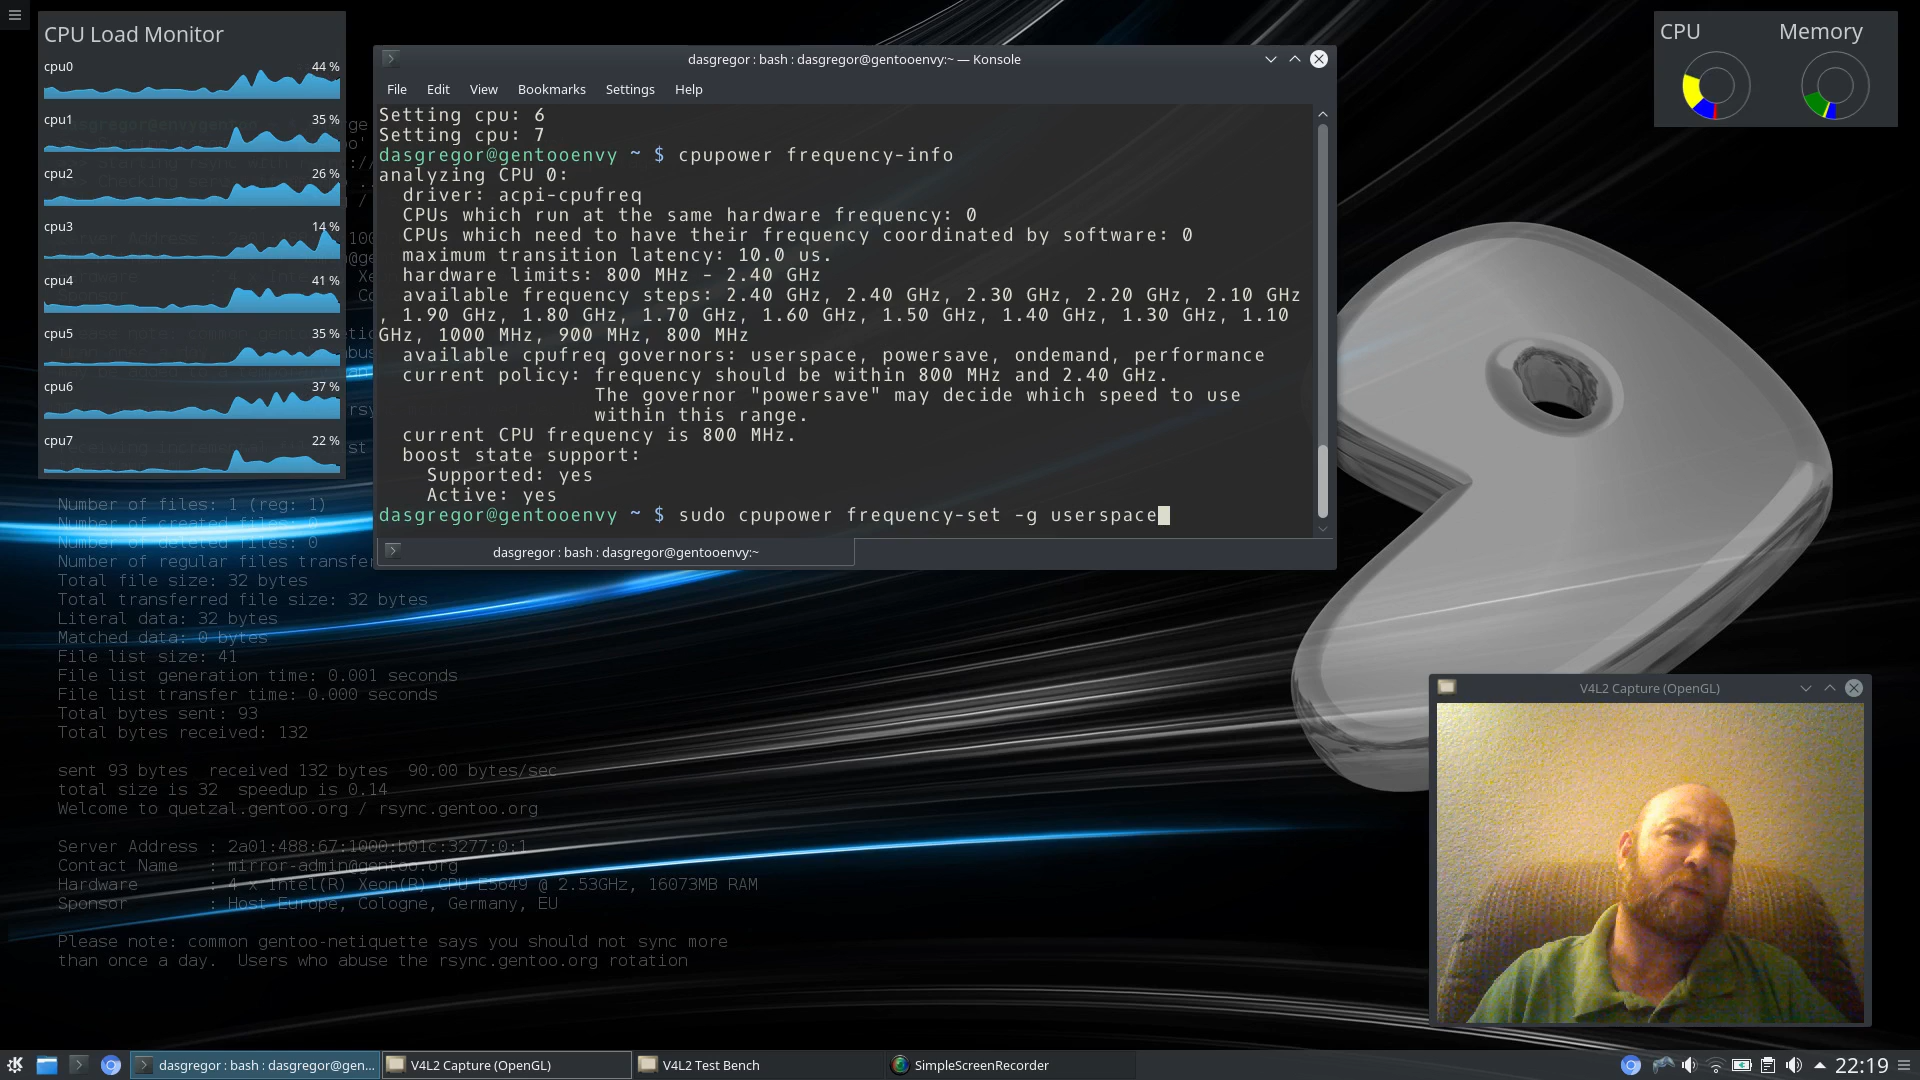 CPU Load Monitor
cpu0 44 %
cpu1 35 %
cpu2 26 %
cpu3 14 %
cpu4 41 %
cpu5 35 %
cpu6 37 %
cpu7 22 %
dasgregor : bash : dasgregor@gentooenvy:~ — Konsole
File Edit View Bookmarks Settings Help
Setting cpu: 6
Setting cpu: 7
dasgregor@gentooenvy ~ $ cpupower frequency-info
analyzing CPU 0:
driver: acpi-cpufreq
CPUs which run at the same hardware frequency: 0
CPUs which need to have their frequency coordinated by software: 0
maximum transition latency: 10.0 us.
hardware limits: 800 MHz - 2.40 GHz
available frequency steps: 2.40 GHz, 2.40 GHz, 2.30 GHz, 2.20 GHz, 2.10 GHz
, 1.90 GHz, 1.80 GHz, 1.70 GHz, 1.60 GHz, 1.50 GHz, 1.40 GHz, 1.30 GHz, 1.10
GHz, 1000 MHz, 900 MHz, 800 MHz
available cpufreq governors: userspace, powersave, ondemand, performance
current policy: frequency should be within 800 MHz and 2.40 GHz.
The governor "powersave" may decide which speed to use
within this range.
current CPU frequency is 800 MHz.
boost state support:
Supported: yes
Active: yes
dasgregor@gentooenvy ~ $ sudo cpupower frequency-set -g userspace
dasgregor : bash : dasgregor@gentooenvy:~
CPU Memory
Number of files: 1 (reg: 1)
Number of created files: 0
Number of deleted files: 0
Number of regular files transfer
Total file size: 32 bytes
Total transferred file size: 32 bytes
Literal data: 32 bytes
Matched data: 0 bytes
File list size: 41
File list generation time: 0.001 seconds
File list transfer time: 0.000 seconds
Total bytes sent: 93
Total bytes received: 132
sent 93 bytes received 132 bytes 90.00 bytes/sec
total size is 32 speedup is 0.14
Welcome to quetzal.gentoo.org / rsync.gentoo.org
Server Address : 2a01:488:67:1000:b01c:3277:0:1
Contact Name : mirror-admin@gentoo.org
Hardware : 4 x Intel(R) Xeon(R) CPU E5649 @ 2.53GHz, 16073MB RAM
Sponsor : Host Europe, Cologne, Germany, EU
Please note: common gentoo-netiquette says you should not sync more
than once a day. Users who abuse the rsync.gentoo.org rotation
V4L2 Capture (OpenGL)
dasgregor : bash : dasgregor@gen... V4L2 Capture (OpenGL) V4L2 Test Bench SimpleScreenRecorder 22:19